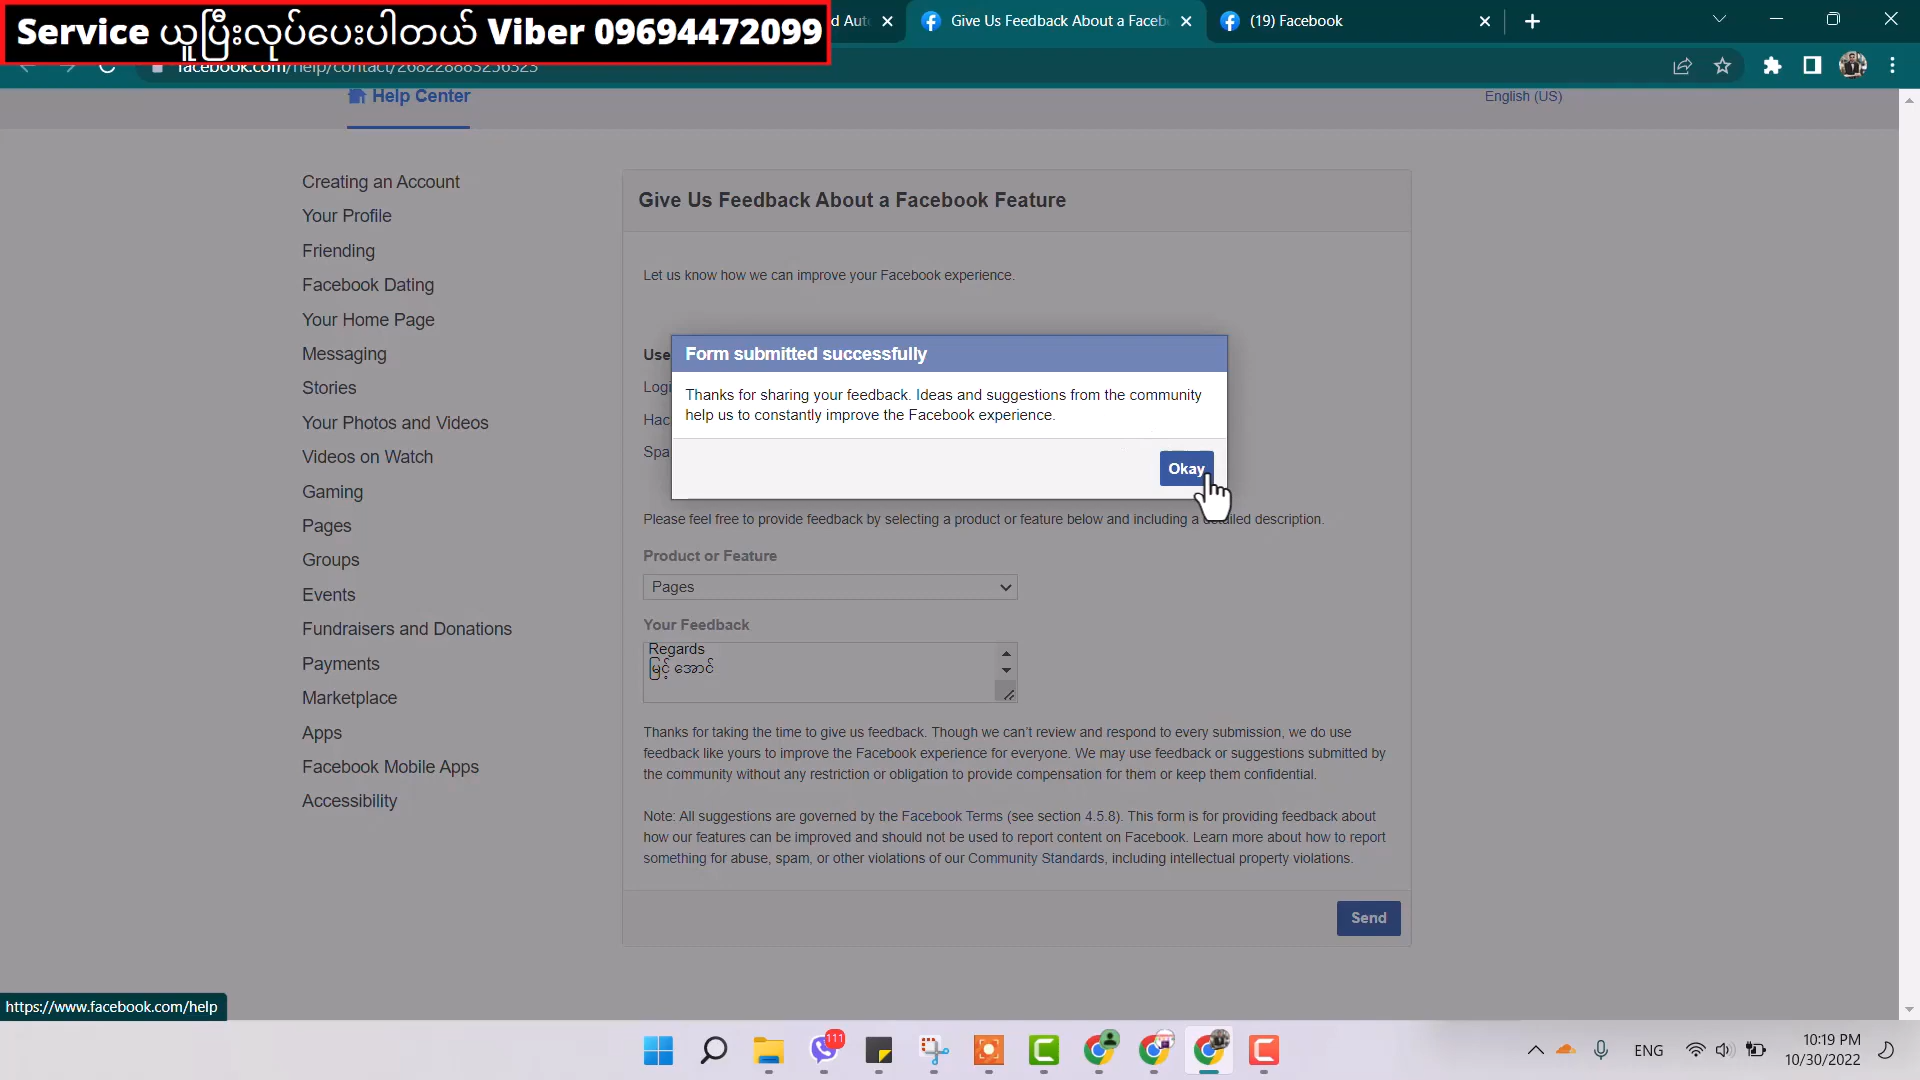 Service ယူပြီးလုပ်ပေးပါတယ် Viber 09694472099
Give Us Feedback About a Faceb
(19) Facebook
facebook.com/help/contact/268228883256323
Help Center
English (US)
Creating an Account
Your Profile
Friending
Facebook Dating
Your Home Page
Messaging
Stories
Your Photos and Videos
Videos on Watch
Gaming
Pages
Groups
Events
Fundraisers and Donations
Payments
Marketplace
Apps
Facebook Mobile Apps
Accessibility
Give Us Feedback About a Facebook Feature
Let us know how we can improve your Facebook experience.
Use
Logi
Hac
Spa
Form submitted successfully
Thanks for sharing your feedback. Ideas and suggestions from the community
help us to constantly improve the Facebook experience.
Okay
Please feel free to provide feedback by selecting a product or feature below and including a detailed description.
Product or Feature
Pages
Your Feedback
Regards
မြင့် အောင်
Thanks for taking the time to give us feedback. Though we can't review and respond to every submission, we do use
feedback like yours to improve the Facebook experience for everyone. We may use feedback or suggestions submitted by
the community without any restriction or obligation to provide compensation for them or keep them confidential.
Note: All suggestions are governed by the Facebook Terms (see section 4.5.8). This form is for providing feedback about
how our features can be improved and should not be used to report content on Facebook. Learn more about how to report
something for abuse, spam, or other violations of our Community Standards, including intellectual property violations.
Send
https://www.facebook.com/help
111
ENG
10:19 PM
10/30/2022